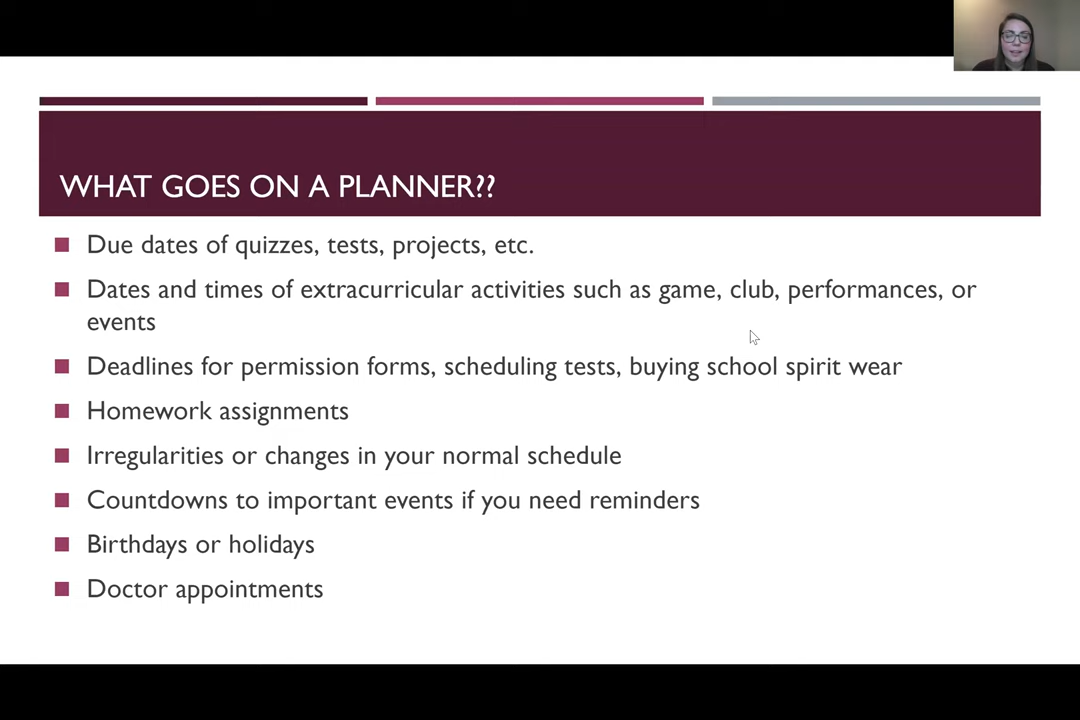 WHAT GOES ON A PLANNER??
Due dates of quizzes, tests, projects, etc.
Dates and times of extracurricular activities such as game, club, performances, or
events
Deadlines for permission forms, scheduling tests, buying school spirit wear
Homework assignments
Irregularities or changes in your normal schedule
Countdowns to important events if you need reminders
Birthdays or holidays
Doctor appointments